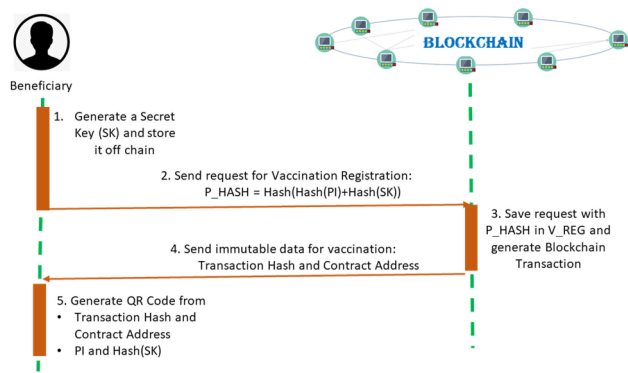 BLOCKCHAIN
Beneficiary
1. Generate a Secret
Key (SK) and store
it off chain
2. Send request for Vaccination Registration:
P_HASH = Hash(Hash(PI)+Hash(SK))
3. Save request with
P_HASH in V_REG and
generate Blockchain
Transaction
4. Send immutable data for vaccination:
Transaction Hash and Contract Address
5. Generate QR Code from
• Transaction Hash and
Contract Address
• PI and Hash(SK)